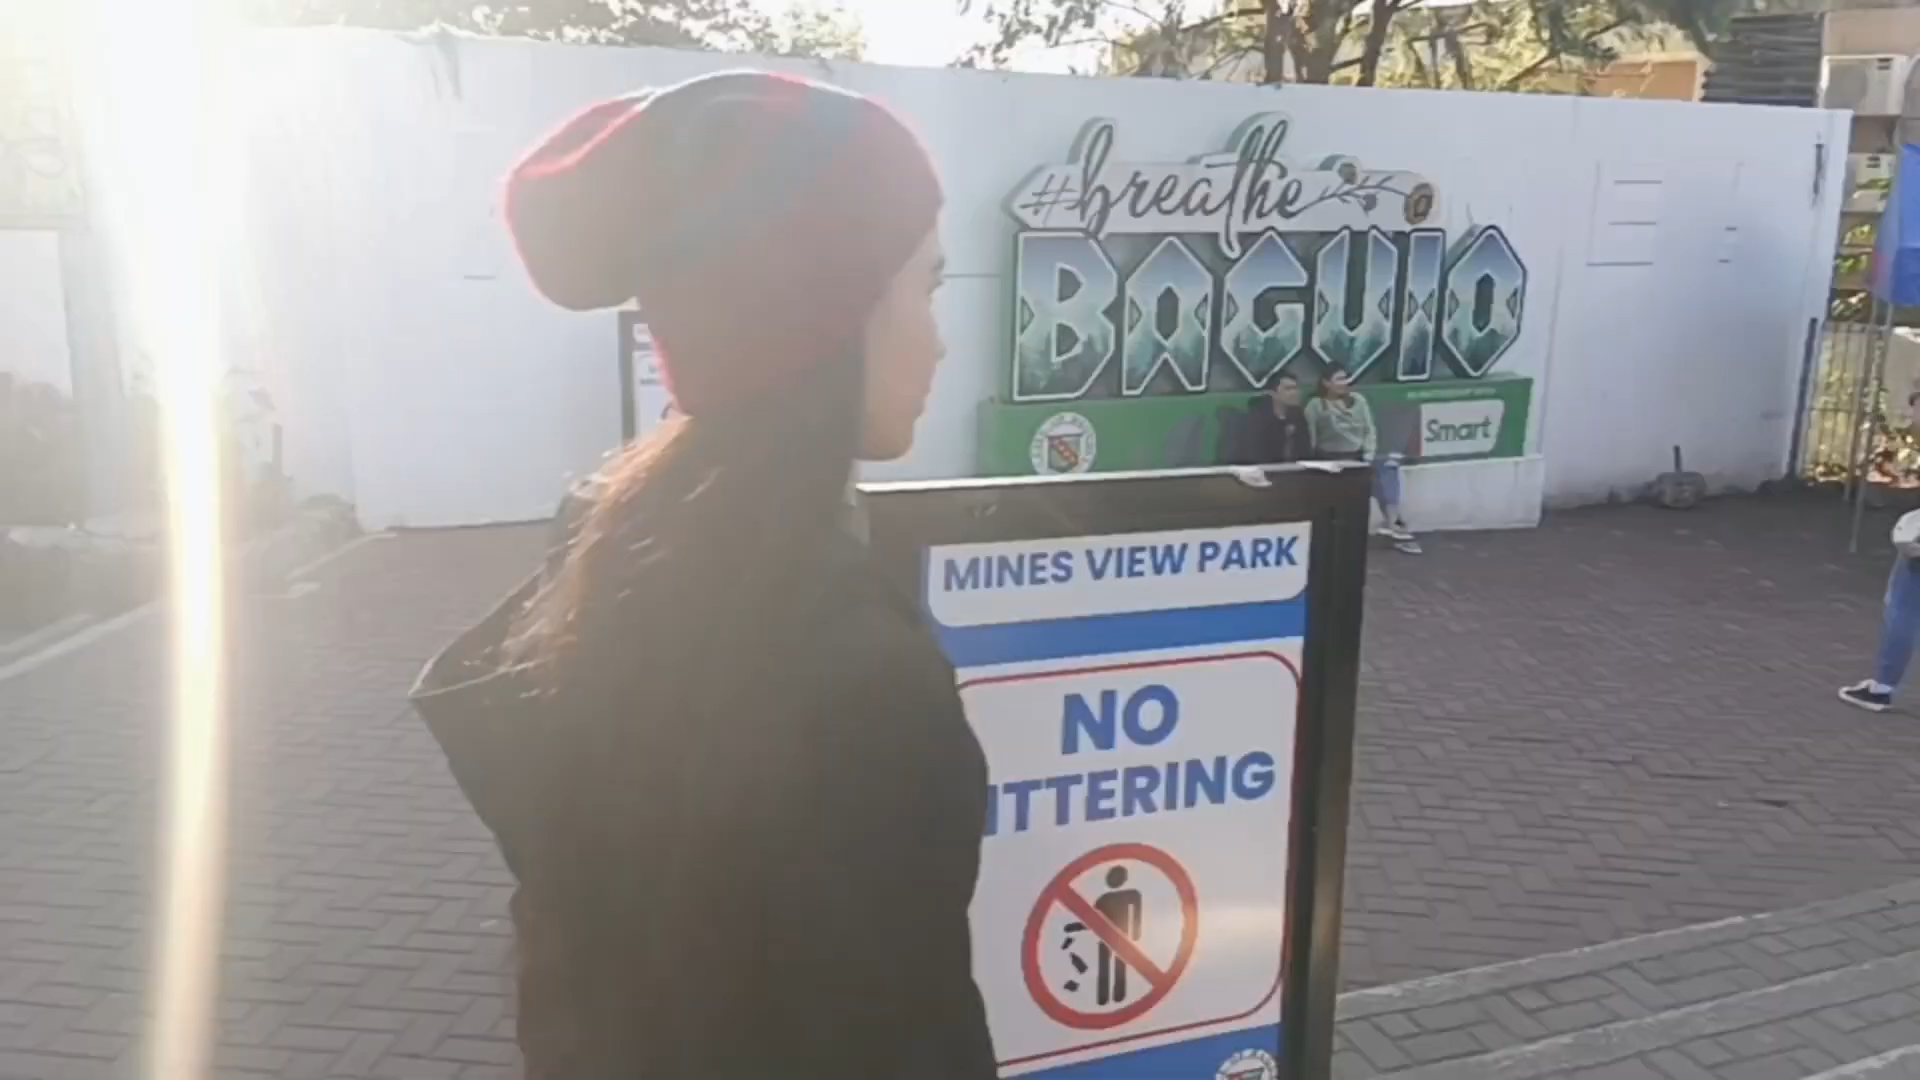 #breathe
BAGUIO
Smart
MINES VIEW PARK
NO
ITTERING